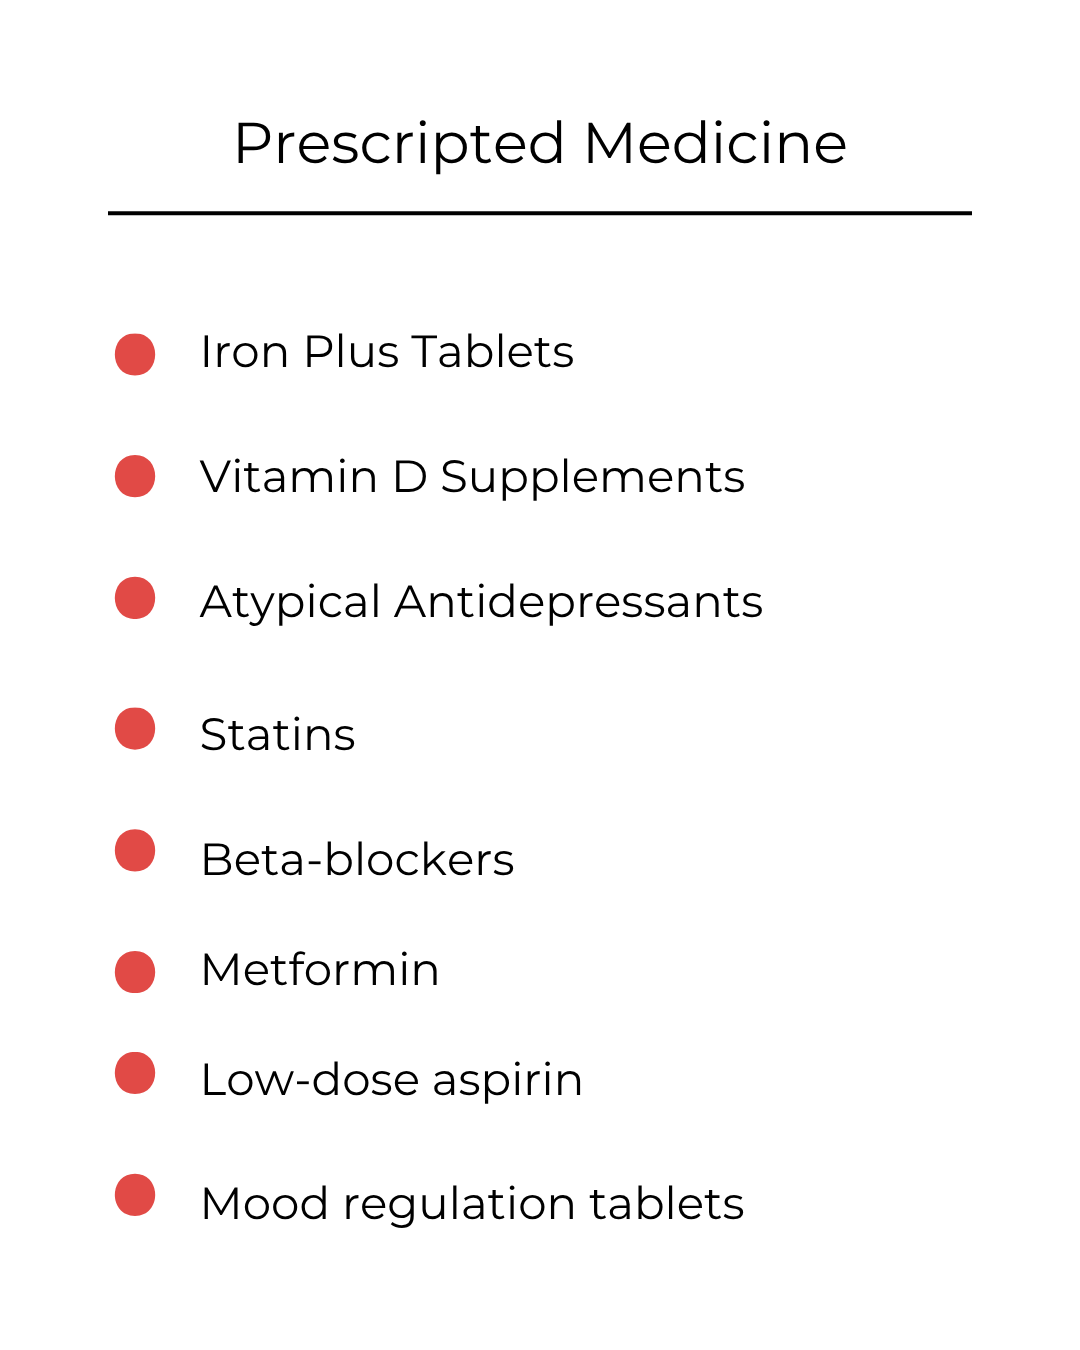 Prescripted Medicine
Iron Plus Tablets
Vitamin D Supplements
Atypical Antidepressants
Statins
Beta-blockers
Metformin
Low-dose aspirin
Mood regulation tablets